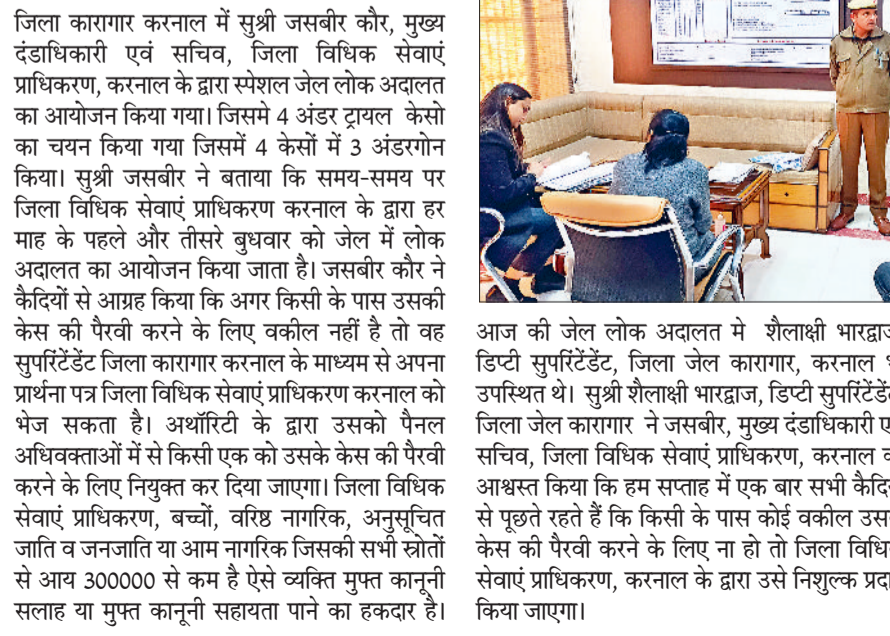 जिला कारागार करनाल में सुश्री जसबीर कौर, मुख्य
दंडाधिकारी एवं सचिव, जिला विधिक सेवाएं
प्राधिकरण, करनाल के द्वारा स्पेशल जेल लोक अदालत
का आयोजन किया गया। जिसमे 4 अंडर ट्रायल केसो
का चयन किया गया जिसमें 4 केसों में 3 अंडरगोन
किया। सुश्री जसबीर ने बताया कि समय-समय पर
जिला विधिक सेवाएं प्राधिकरण करनाल के द्वारा हर
माह के पहले और तीसरे बुधवार को जेल में लोक
अदालत का आयोजन किया जाता है। जसबीर कौर ने
कैदियों से आग्रह किया कि अगर किसी के पास उसकी
केस की पैरवी करने के लिए वकील नहीं है तो वह
सुपरिंटेंडेंट जिला कारागार करनाल के माध्यम से अपना
प्रार्थना पत्र जिला विधिक सेवाएं प्राधिकरण करनाल को
भेज सकता है। अथॉरिटी के द्वारा उसको पैनल
अधिवक्ताओं में से किसी एक को उसके केस की पैरवी
करने के लिए नियुक्त कर दिया जाएगा। जिला विधिक
सेवाएं प्राधिकरण, बच्चों, वरिष्ठ नागरिक, अनुसूचित
जाति व जनजाति या आम नागरिक जिसकी सभी स्रोतों
से आय 300000 से कम है ऐसे व्यक्ति मुफ्त कानूनी
सलाह या मुफ्त कानूनी सहायता पाने का हकदार है।
आज की जेल लोक अदालत मे शैलाक्षी भारद्वाज
डिप्टी सुपरिंटेंडेंट, जिला जेल कारागार, करनाल
उपस्थित थे। सुश्री शैलाक्षी भारद्वाज, डिप्टी सुपरिंटेंडेंट
जिला जेल कारागार ने जसबीर, मुख्य दंडाधिकारी
सचिव, जिला विधिक सेवाएं प्राधिकरण, करनाल
आश्वस्त किया कि हम सप्ताह में एक बार सभी
से पूछते रहते हैं कि किसी के पास कोई वकील
केस की पैरवी करने के लिए ना हो तो जिला
सेवाएं प्राधिकरण, करनाल के द्वारा उसे निशुल्क
किया जाएगा।